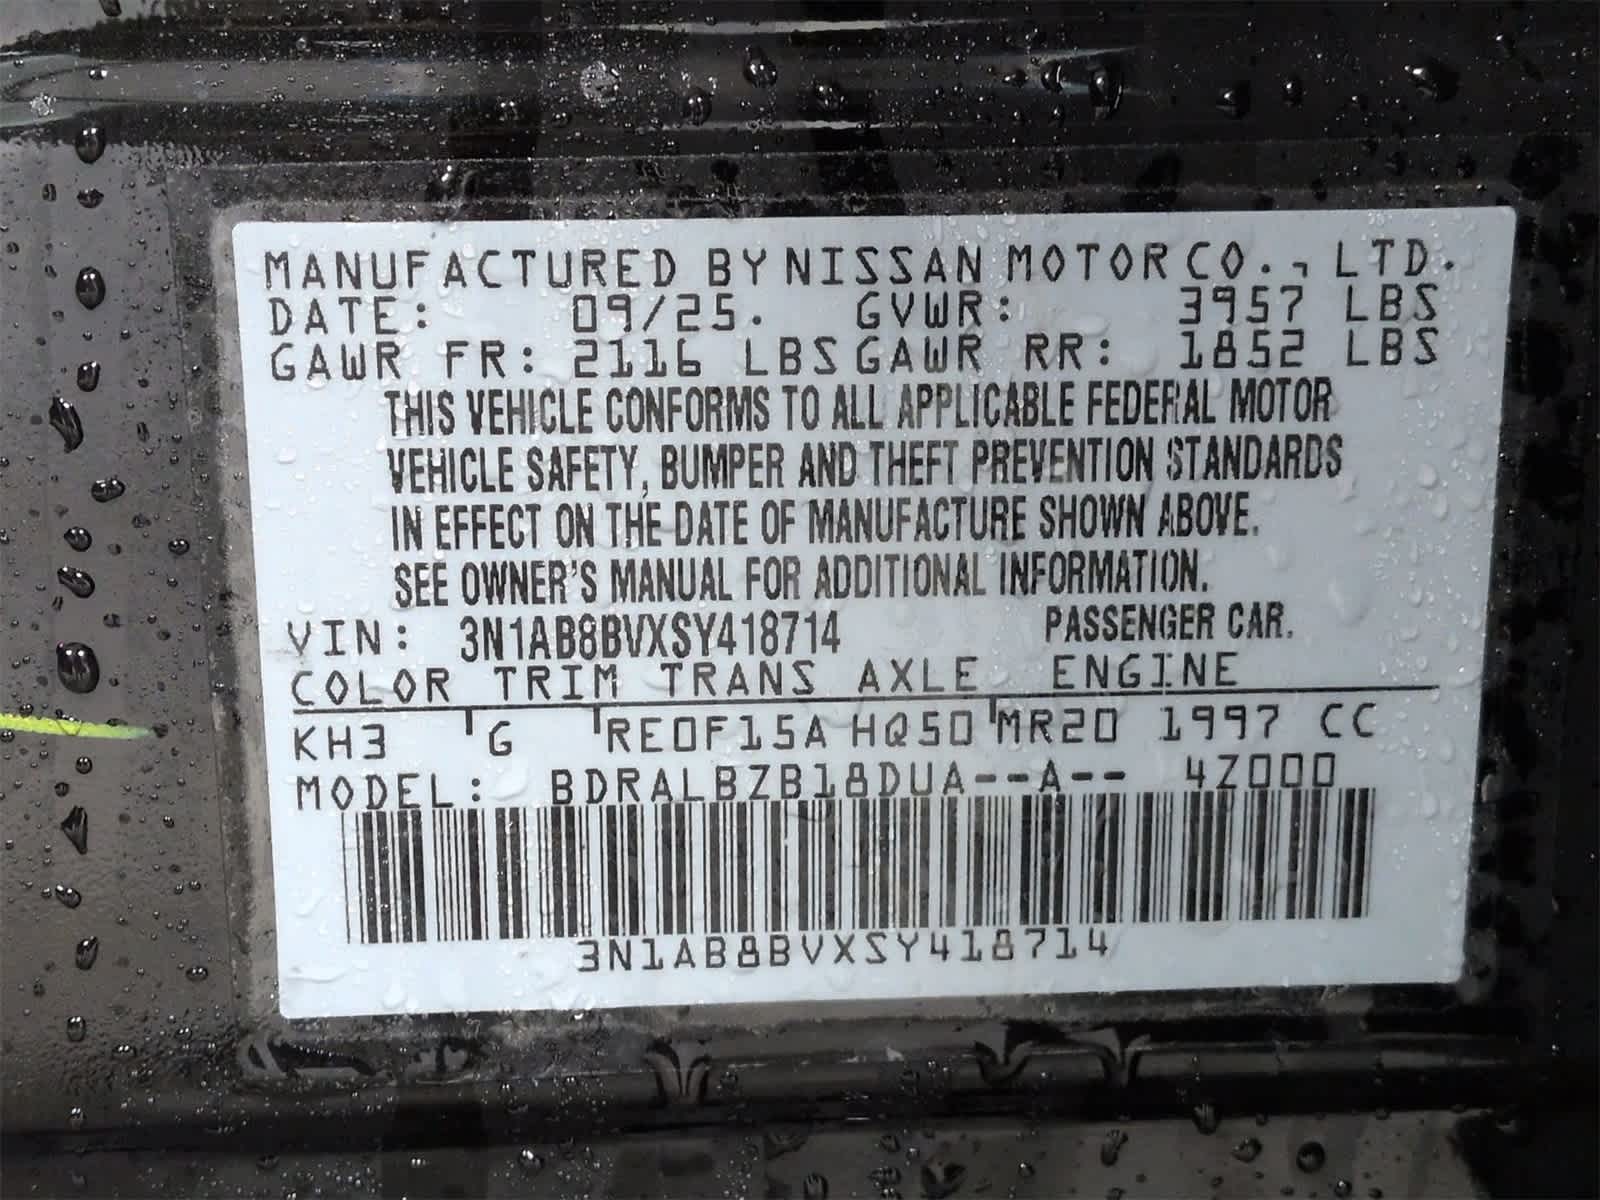 MANUFACTURED BY NISSAN MOTOR CO., LTD.
DATE: 09/25. GVWR: 3957 LBS
GAWR FR: 2116 LBS GAWR RR: 1852 LBS
THIS VEHICLE CONFORMS TO ALL APPLICABLE FEDERAL MOTOR
VEHICLE SAFETY, BUMPER AND THEFT PREVENTION STANDARDS
IN EFFECT ON THE DATE OF MANUFACTURE SHOWN ABOVE.
SEE OWNER'S MANUAL FOR ADDITIONAL INFORMATION.
VIN: 3N1AB8BVXSY418714 PASSENGER CAR.
COLOR TRIM TRANS AXLE ENGINE
KH3 G RE0F15A HQ50 MR20 1997 CC
MODEL: BDRALBZB18DUA--A-- 4Z000
3N1AB8BVXSY418714